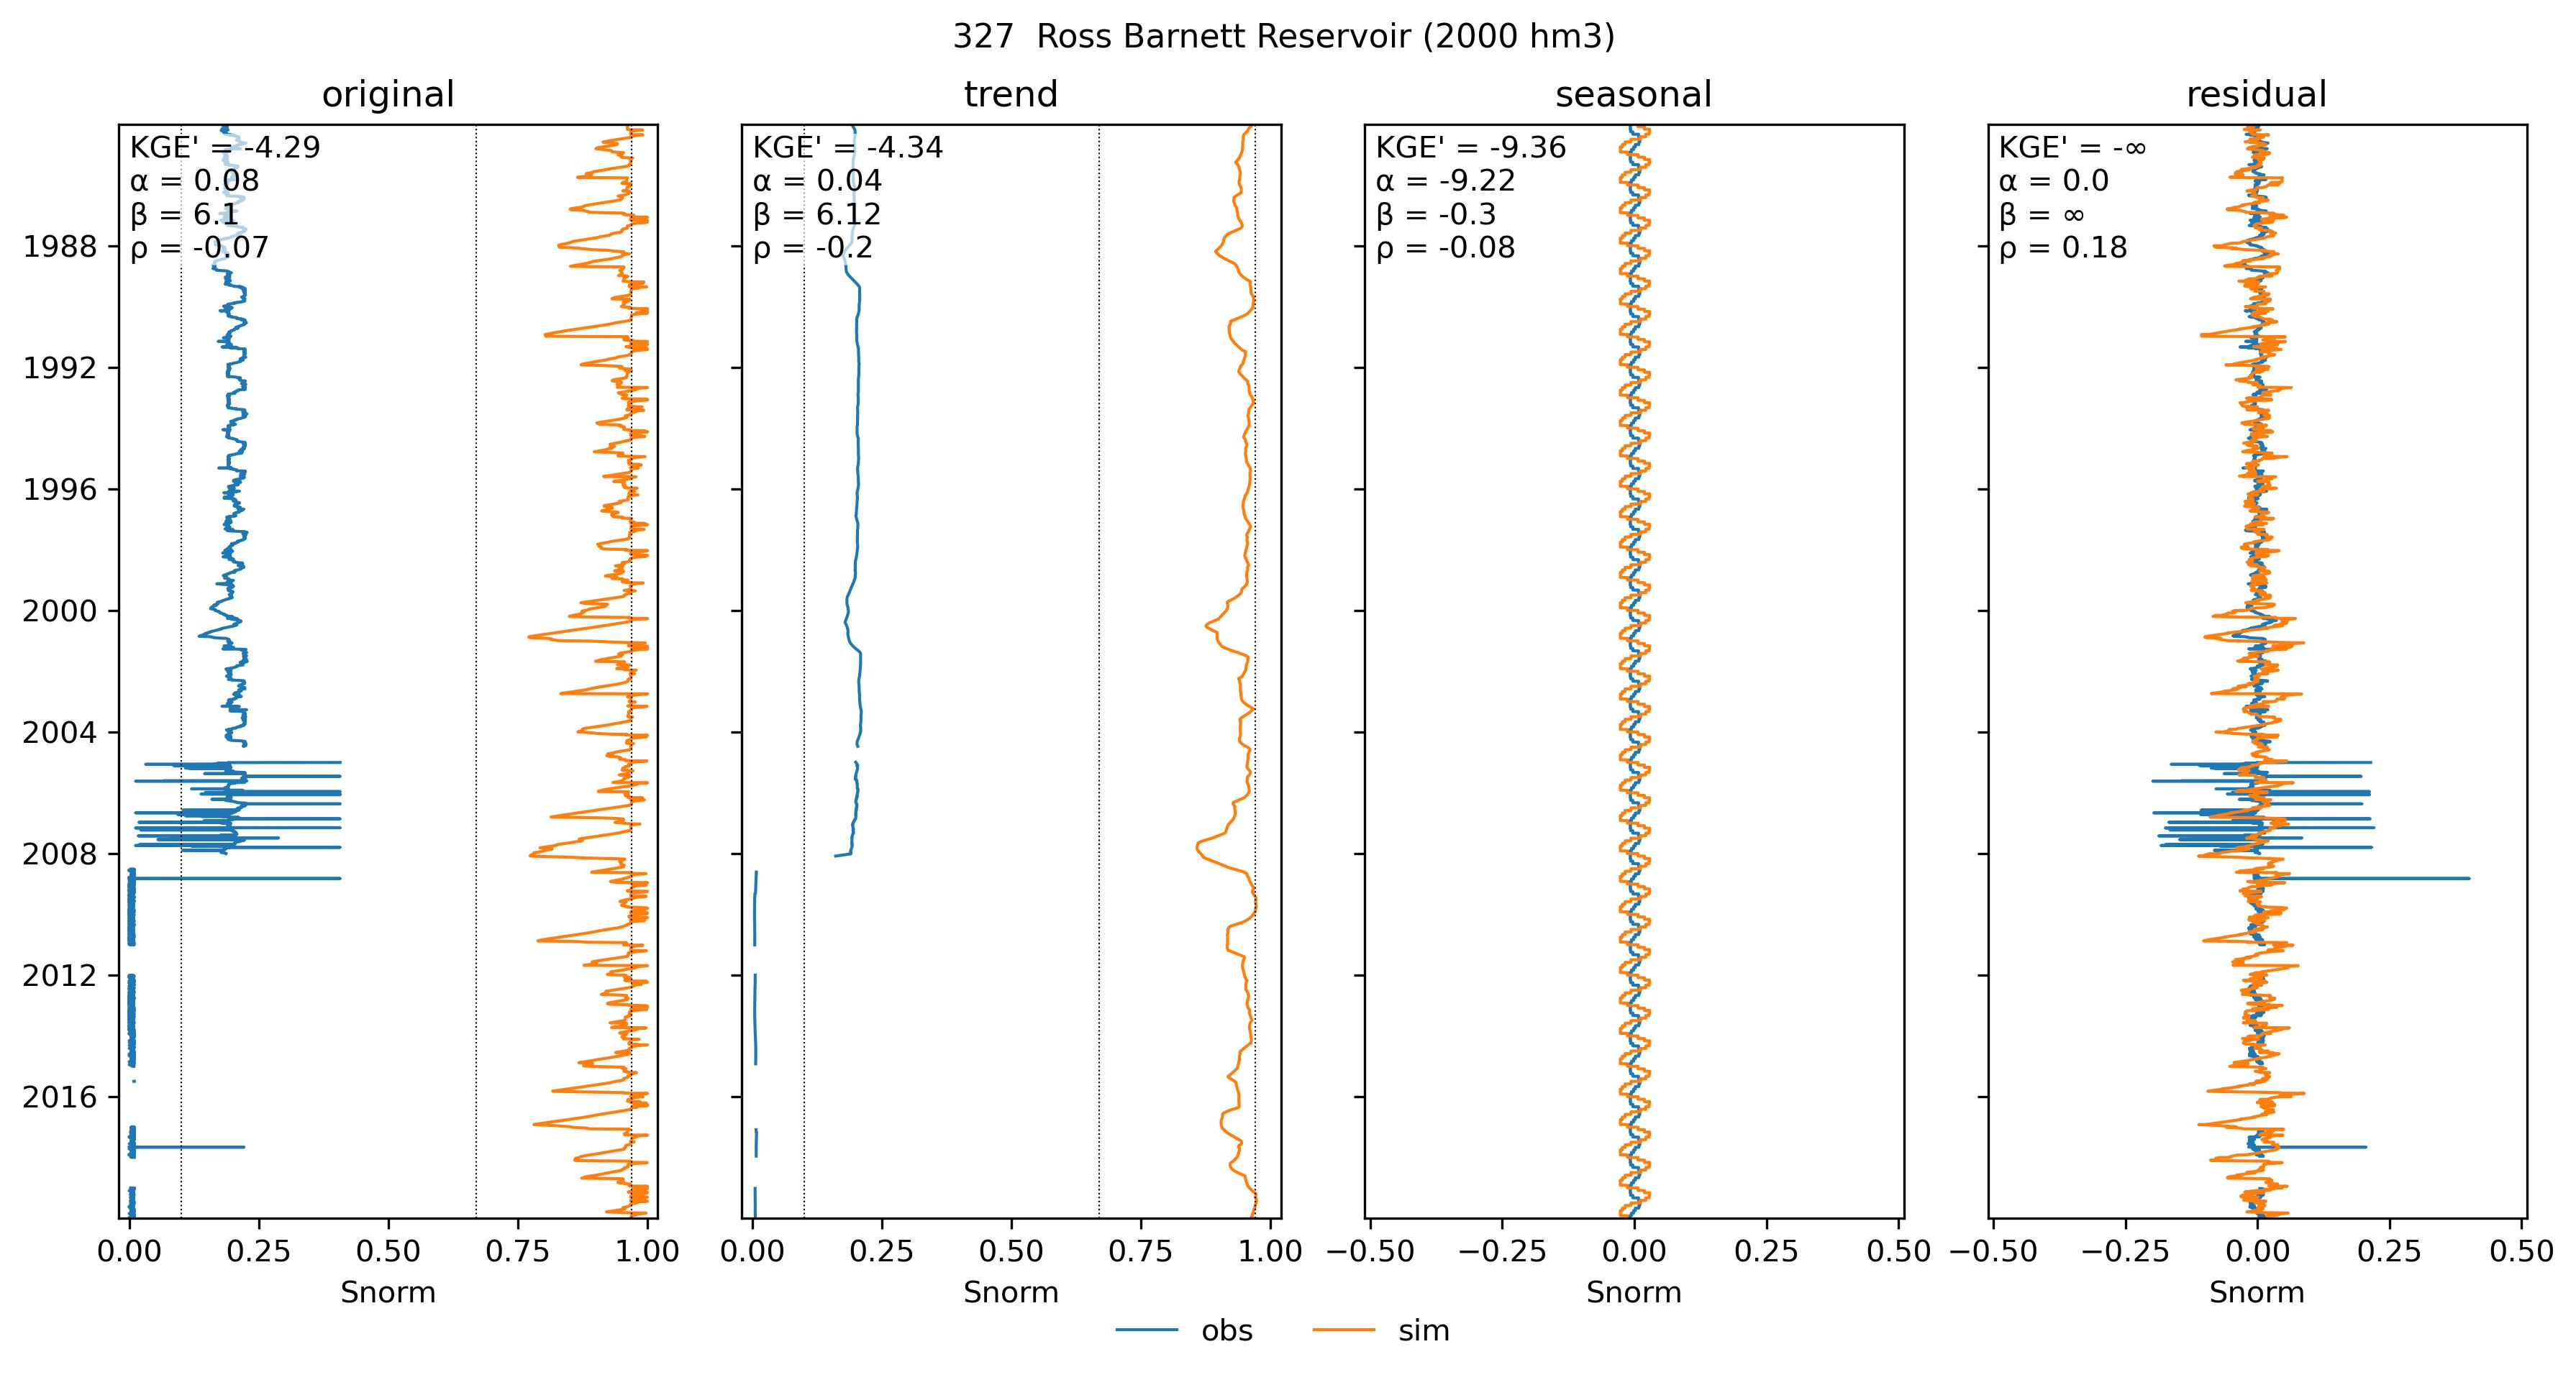 327  Ross Barnett Reservoir (2000 hm3)
original
trend
seasonal
residual
KGE' = -4.29
α = 0.08
β = 6.1
ρ = -0.07
KGE' = -4.34
α = 0.04
β = 6.12
ρ = -0.2
KGE' = -9.36
α = -9.22
β = -0.3
ρ = -0.08
KGE' = -∞
α = 0.0
β = ∞
ρ = 0.18
1988
1992
1996
2000
2004
2008
2012
2016
0.00 0.25 0.50 0.75 1.00
0.00 0.25 0.50 0.75 1.00
−0.50 −0.25 0.00 0.25 0.50
−0.50 −0.25 0.00 0.25 0.50
Snorm
Snorm
Snorm
Snorm
obs
sim